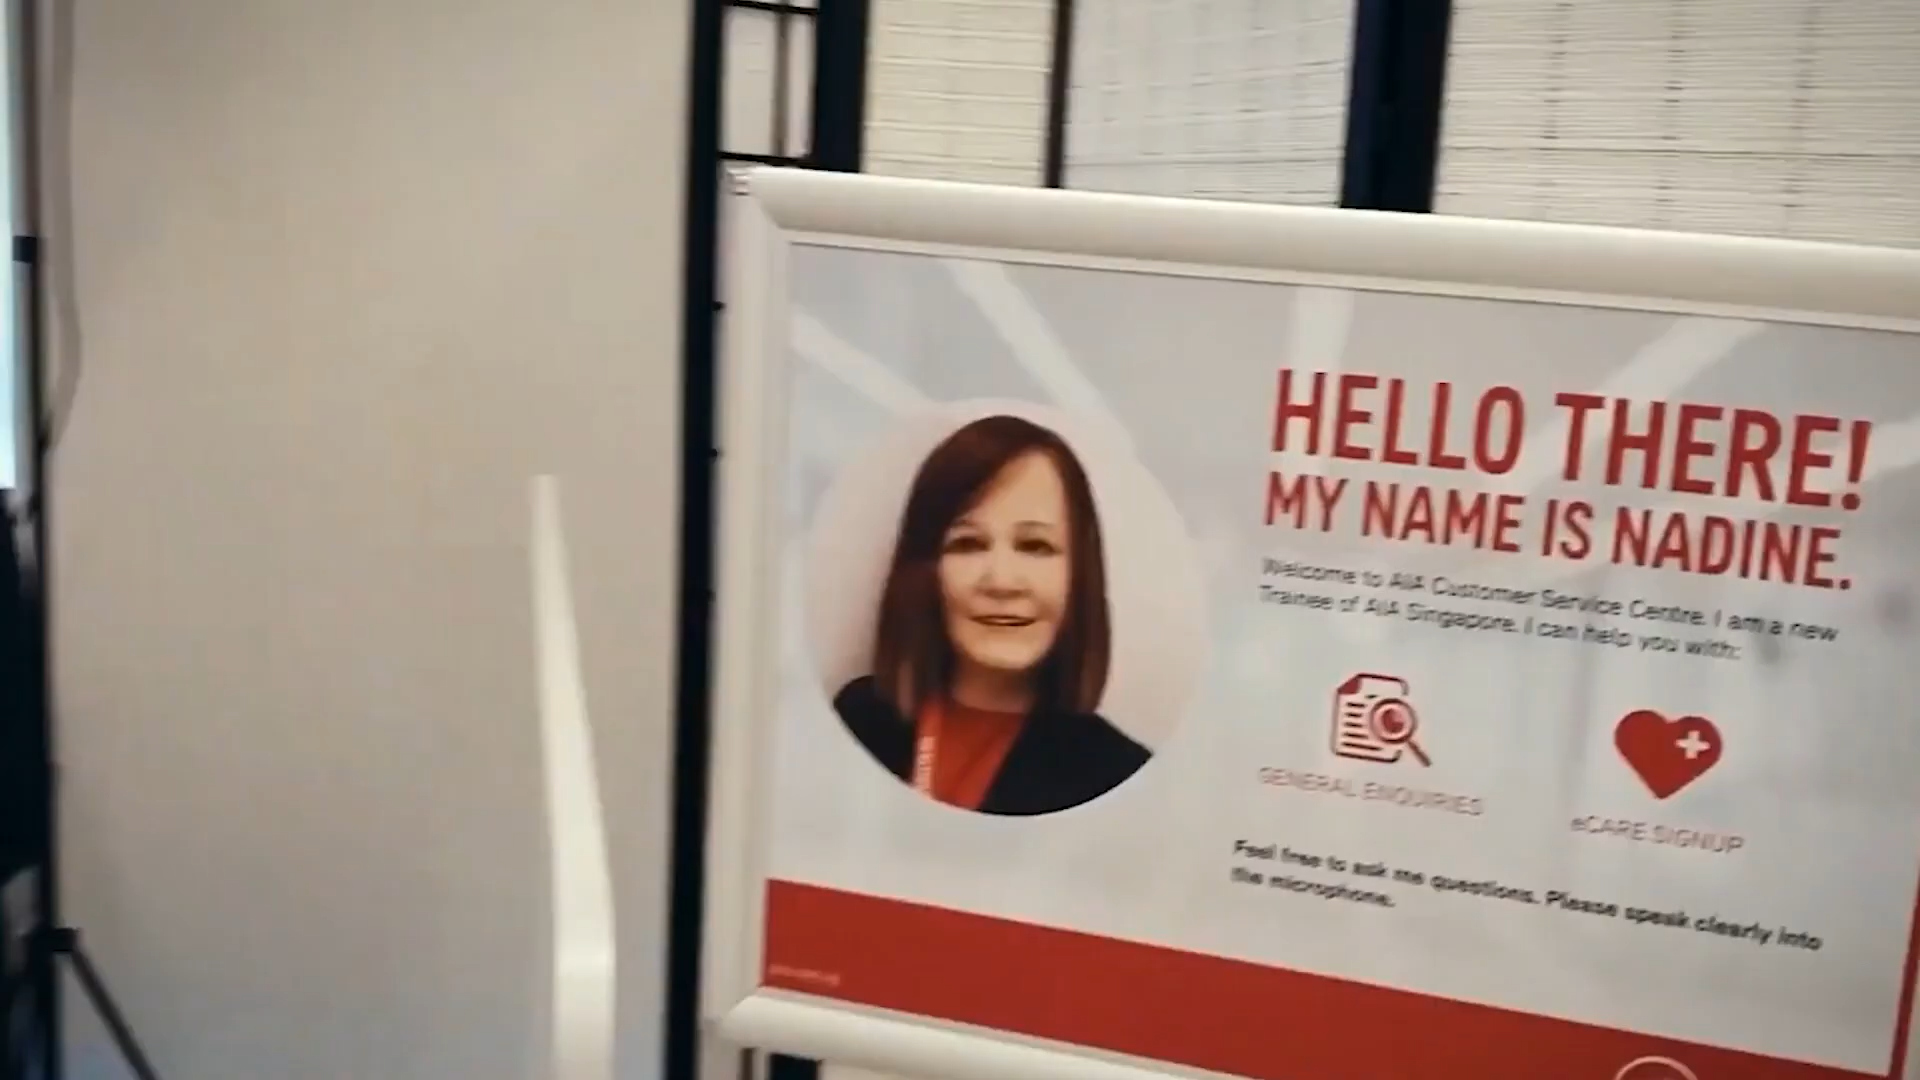 HELLO THERE!
MY NAME IS NADINE.
Welcome to AIA Customer Service Centre. I am a new
Trainee of AIA Singapore. I can help you with:
GENERAL ENQUIRIES
eCARE SIGNUP
Feel free to ask me questions. Please speak clearly into
the microphone.